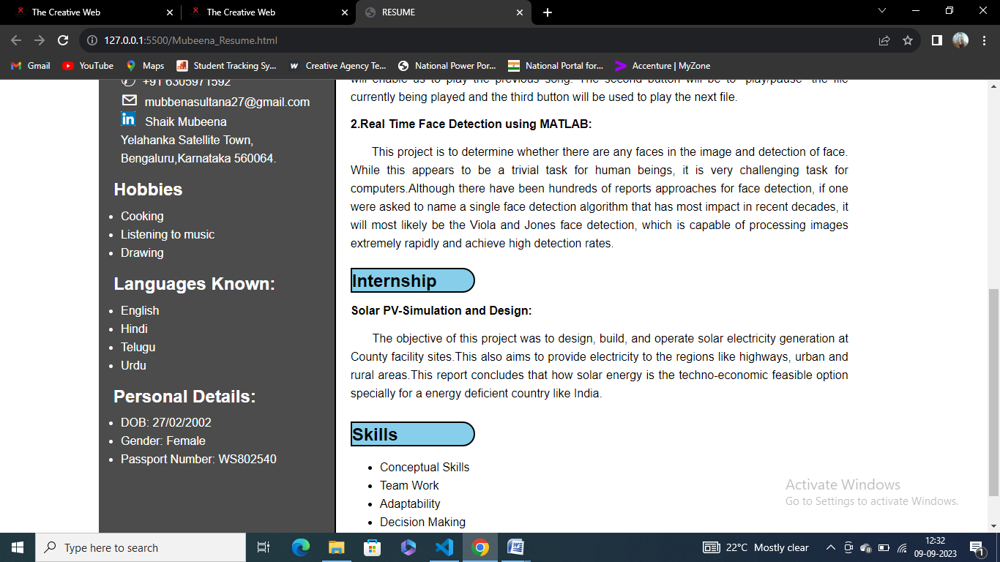 The Creative Web
The Creative Web
RESUME
127.0.0.1:5500/Mubeena_Resume.html
Gmail
YouTube
Maps
Student Tracking Sy...
Creative Agency Te...
National Power Por...
National Portal for...
Accenture | MyZone
+91 6305971592
mubbenasultana27@gmail.com
in Shaik Mubeena
Yelahanka Satellite Town,
Bengaluru,Karnataka 560064.
Hobbies
Cooking
Listening to music
Drawing
Languages Known:
English
Hindi
Telugu
Urdu
Personal Details:
DOB: 27/02/2002
Gender: Female
Passport Number: WS802540
will enable us to play the previous song. The second button will be to "play/pause" the file
currently being played and the third button will be used to play the next file.
2.Real Time Face Detection using MATLAB:
This project is to determine whether there are any faces in the image and detection of face.
While this appears to be a trivial task for human beings, it is very challenging task for
computers.Although there have been hundreds of reports approaches for face detection, if one
were asked to name a single face detection algorithm that has most impact in recent decades, it
will most likely be the Viola and Jones face detection, which is capable of processing images
extremely rapidly and achieve high detection rates.
Internship
Solar PV-Simulation and Design:
The objective of this project was to design, build, and operate solar electricity generation at
County facility sites.This also aims to provide electricity to the regions like highways, urban and
rural areas.This report concludes that how solar energy is the techno-economic feasible option
specially for a energy deficient country like India.
Skills
Conceptual Skills
Team Work
Adaptability
Decision Making
Activate Windows
Go to Settings to activate Windows.
Type here to search
22°C Mostly clear
12:32
09-09-2023
1